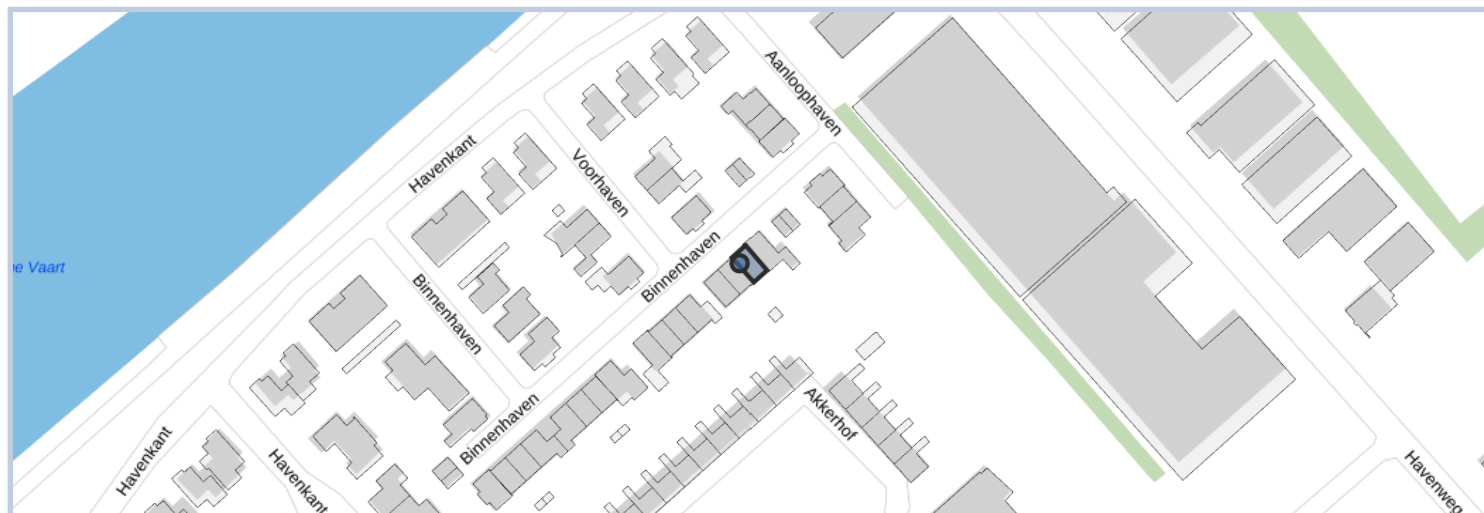 Aanloophaven
Havenkant
Voorhaven
Binnenhaven
e Vaart
Binnenhaven
Binnenhaven
Akkerhof
Havenkant
Havenkant
Havenweg